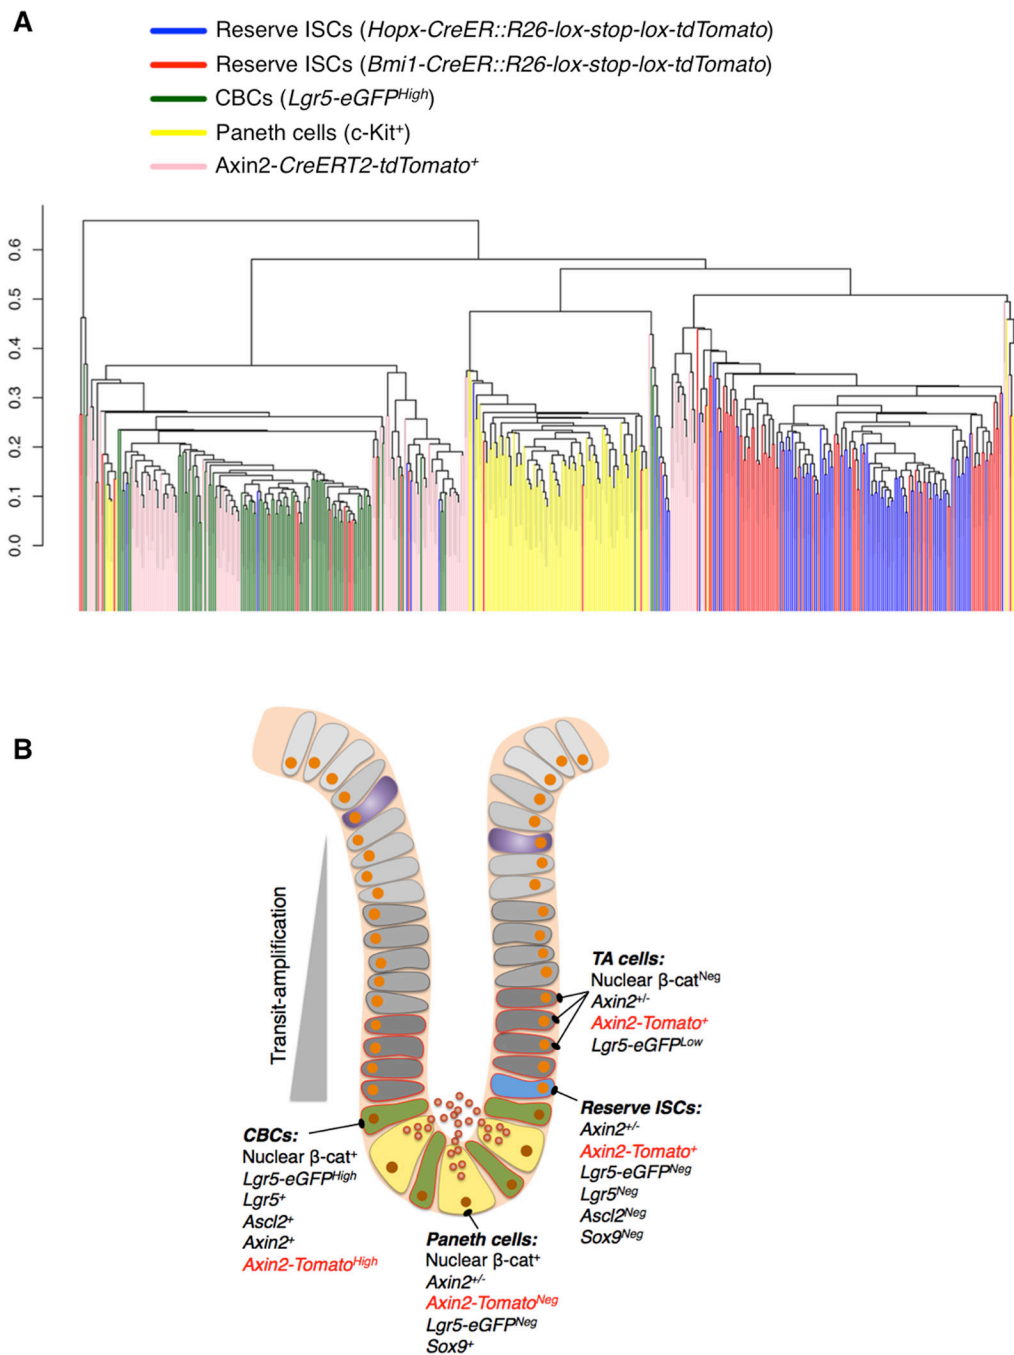 A
Reserve ISCs (Hopx-CreER::R26-lox-stop-lox-tdTomato)
Reserve ISCs (Bmi1-CreER::R26-lox-stop-lox-tdTomato)
CBCs (Lgr5-eGFPHigh)
Paneth cells (c-Kit+)
Axin2-CreERT2-tdTomato+
0.6
0.5
0.4
0.3
0.2
0.1
0.0
B
Transit-amplification
TA cells:
Nuclear β-catNeg
Axin2+/-
Axin2-Tomato+
Lgr5-eGFPLow
Reserve ISCs:
Axin2+/-
Axin2-Tomato+
Lgr5-eGFPNeg
Lgr5Neg
Ascl2Neg
Sox9Neg
CBCs:
Nuclear β-cat+
Lgr5-eGFPHigh
Lgr5+
Ascl2+
Axin2+
Axin2-TomatoHigh
Paneth cells:
Nuclear β-cat+
Axin2+/-
Axin2-TomatoNeg
Lgr5-eGFPNeg
Sox9+